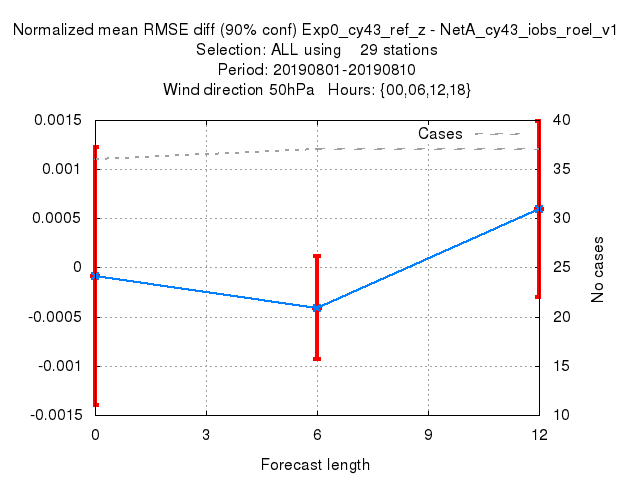 Normalized mean RMSE diff (90% conf) Exp0_cy43_ref_z - NetA_cy43_iobs_roel_v1
Selection: ALL using    29 stations
Period: 20190801-20190810
Wind direction 50hPa   Hours: {00,06,12,18}
Cases
0.0015
0.001
0.0005
0
-0.0005
-0.001
-0.0015
40
35
30
25
20
15
10
No cases
0 3 6 9 12
Forecast length